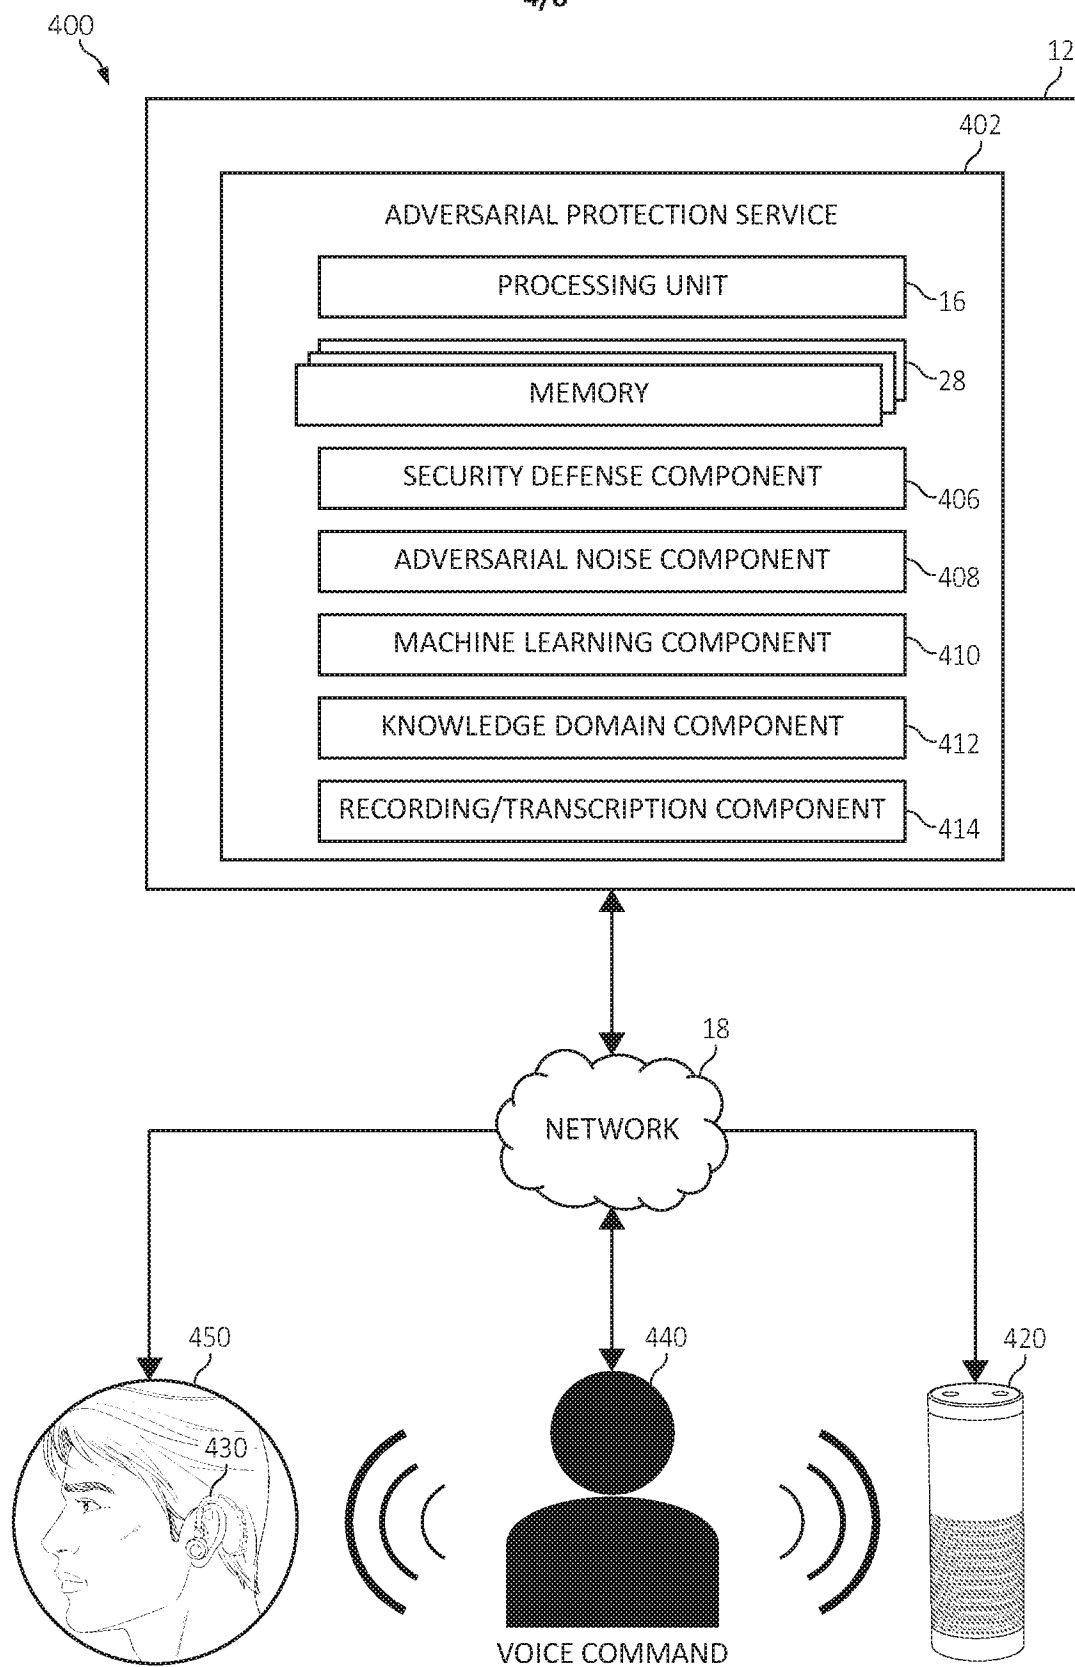 400
12
402
ADVERSARIAL PROTECTION SERVICE
PROCESSING UNIT
16
28
MEMORY
SECURITY DEFENSE COMPONENT
406
ADVERSARIAL NOISE COMPONENT
408
MACHINE LEARNING COMPONENT
410
KNOWLEDGE DOMAIN COMPONENT
412
RECORDING/TRANSCRIPTION COMPONENT
414
18
NETWORK
450
440
420
430
VOICE COMMAND